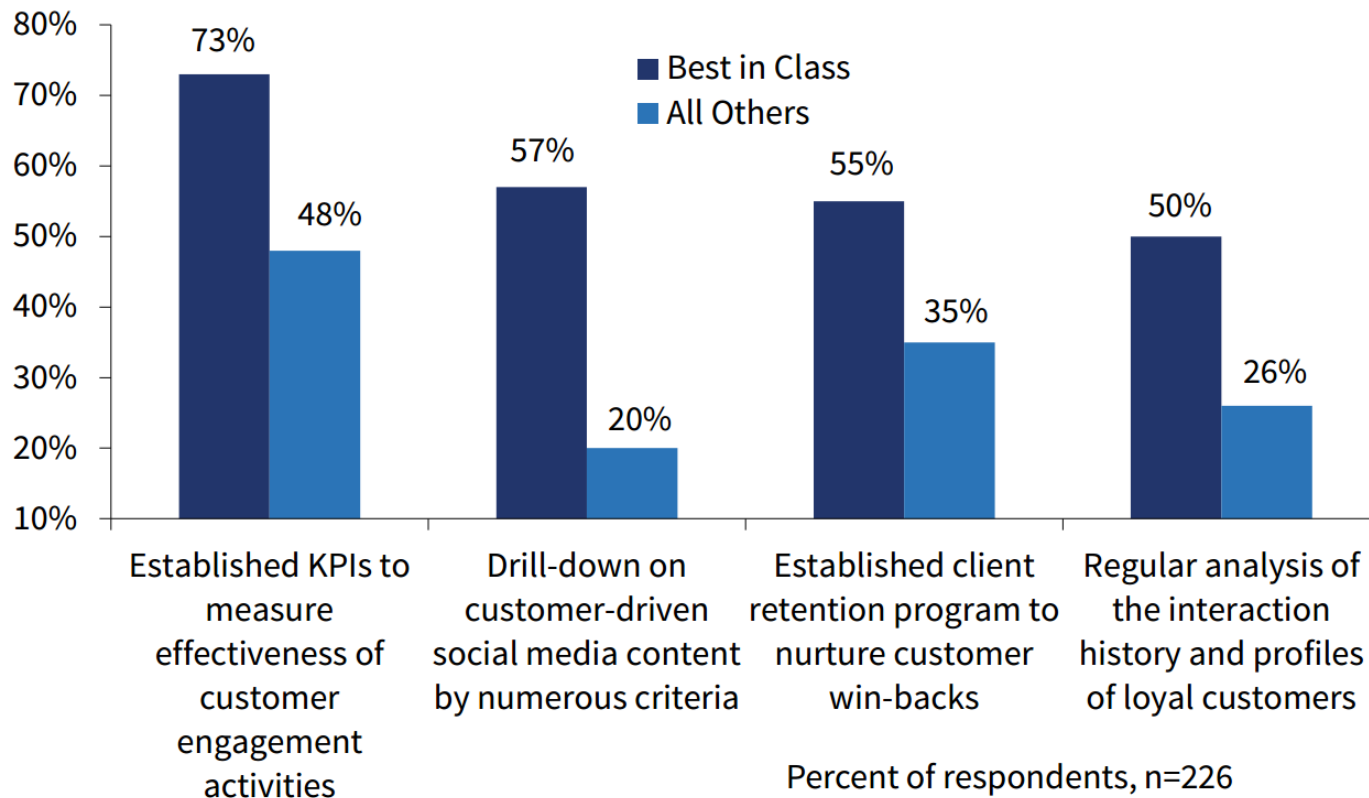 80%
70%
60%
50%
40%
30%
20%
10%
73%
48%
57%
20%
55%
35%
50%
26%
Best in Class
All Others
Established KPIs to
measure
effectiveness of
customer
engagement
activities
Drill-down on
customer-driven
social media content
by numerous criteria
Established client
retention program to
nurture customer
win-backs
Regular analysis of
the interaction
history and profiles
of loyal customers
Percent of respondents, n=226